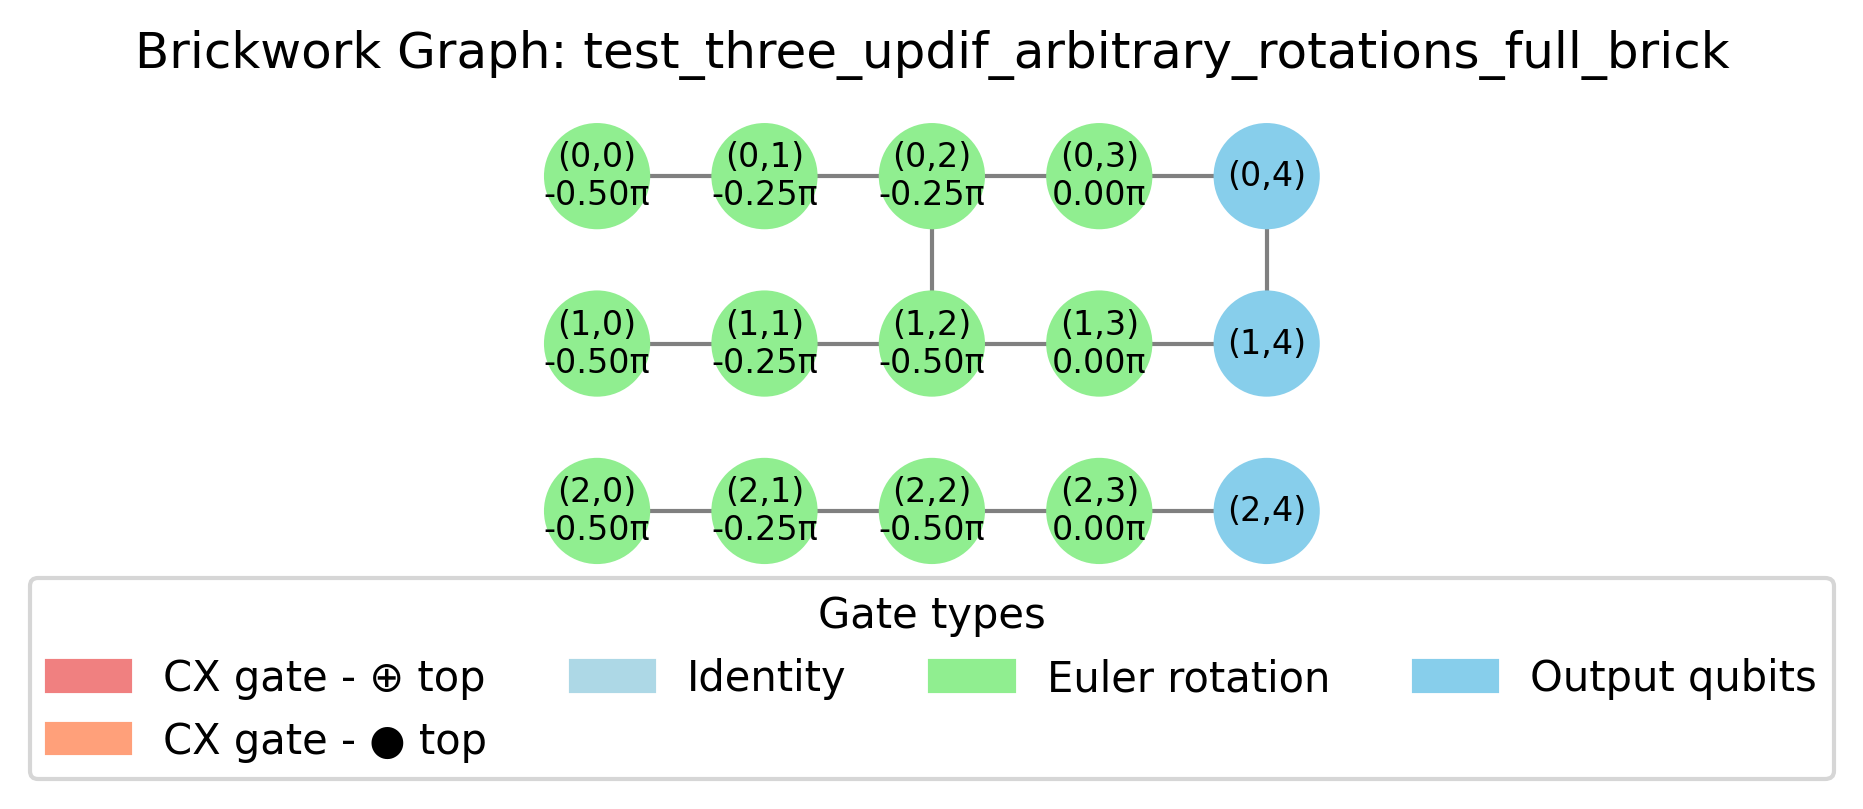 Brickwork Graph: test_three_updif_arbitrary_rotations_full_brick
(0,0) (0,1) (0,2) (0,3) (0,4)
-0.50π -0.25π -0.25π 0.00π
(1,0) (1,1) (1,2) (1,3) (1,4)
-0.50π -0.25π -0.50π 0.00π
(2,0) (2,1) (2,2) (2,3) (2,4)
-0.50π -0.25π -0.50π 0.00π
Gate types
CX gate - ⊕ top Identity Euler rotation Output qubits
CX gate - ● top